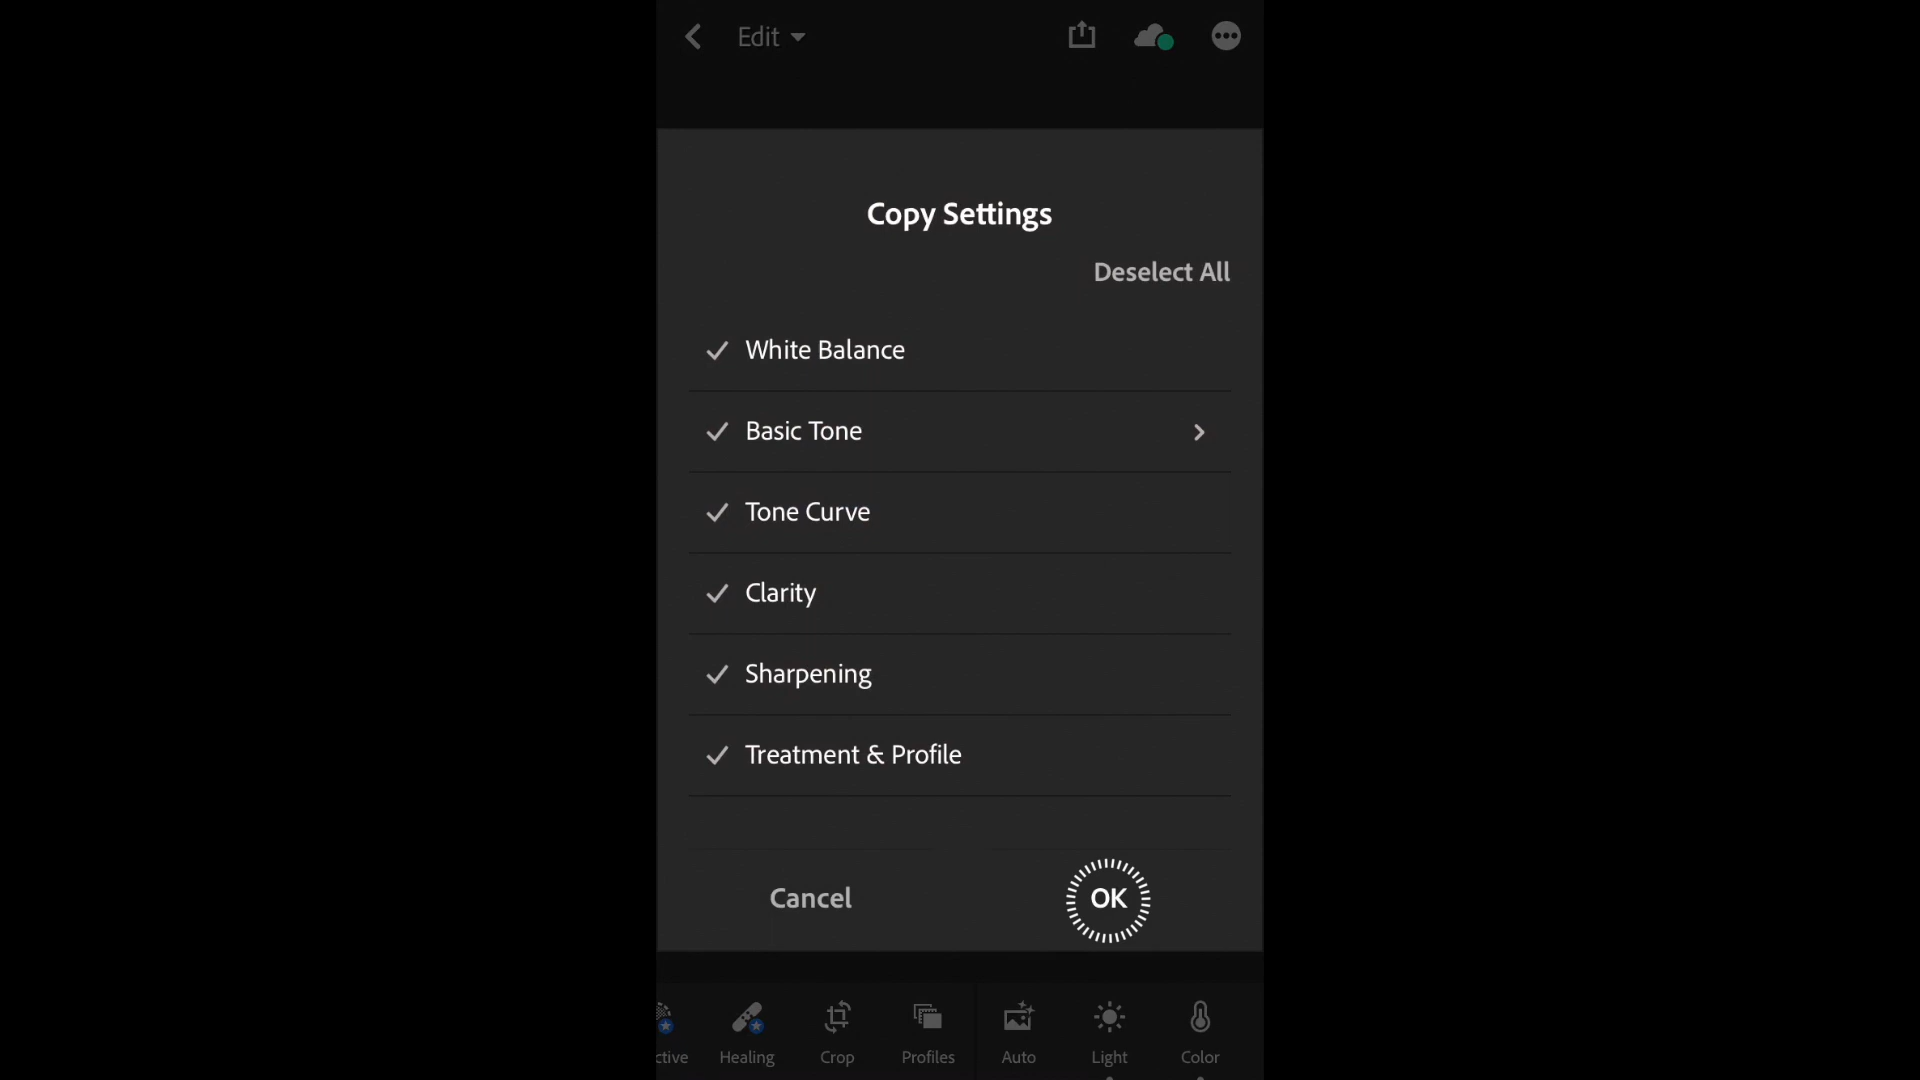 Edit
Copy Settings
Deselect All
White Balance
Basic Tone
Tone Curve
Clarity
Sharpening
Treatment & Profile
Cancel
OK
ctive
Healing
Crop
Profiles
Auto
Light
Color